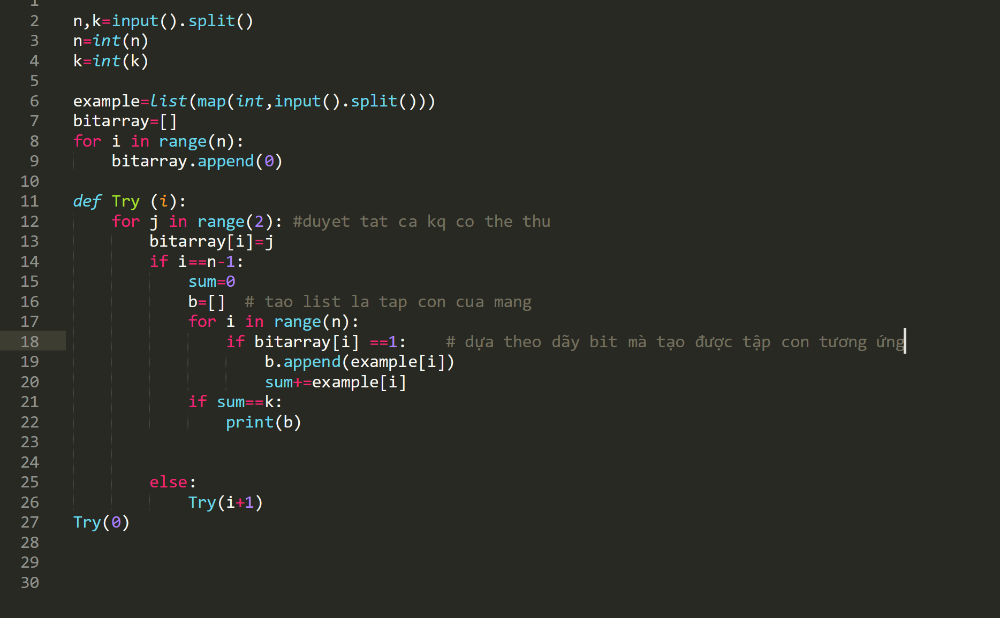 1
2 n,k=input().split()
3 n=int(n)
4 k=int(k)
5
6 example=list(map(int,input().split()))
7 bitarray=[]
8 for i in range(n):
9     bitarray.append(0)
10
11 def Try (i):
12     for j in range(2): #duyet tat ca kq co the thu
13         bitarray[i]=j
14         if i==n-1:
15             sum=0
16             b=[]  # tao list la tap con cua mang
17             for i in range(n):
18                 if bitarray[i] ==1:    # dựa theo dãy bit mà tạo được tập con tương ứng
19                     b.append(example[i])
20                     sum+=example[i]
21             if sum==k:
22                 print(b)
23
24
25         else:
26             Try(i+1)
27 Try(0)
28
29
30